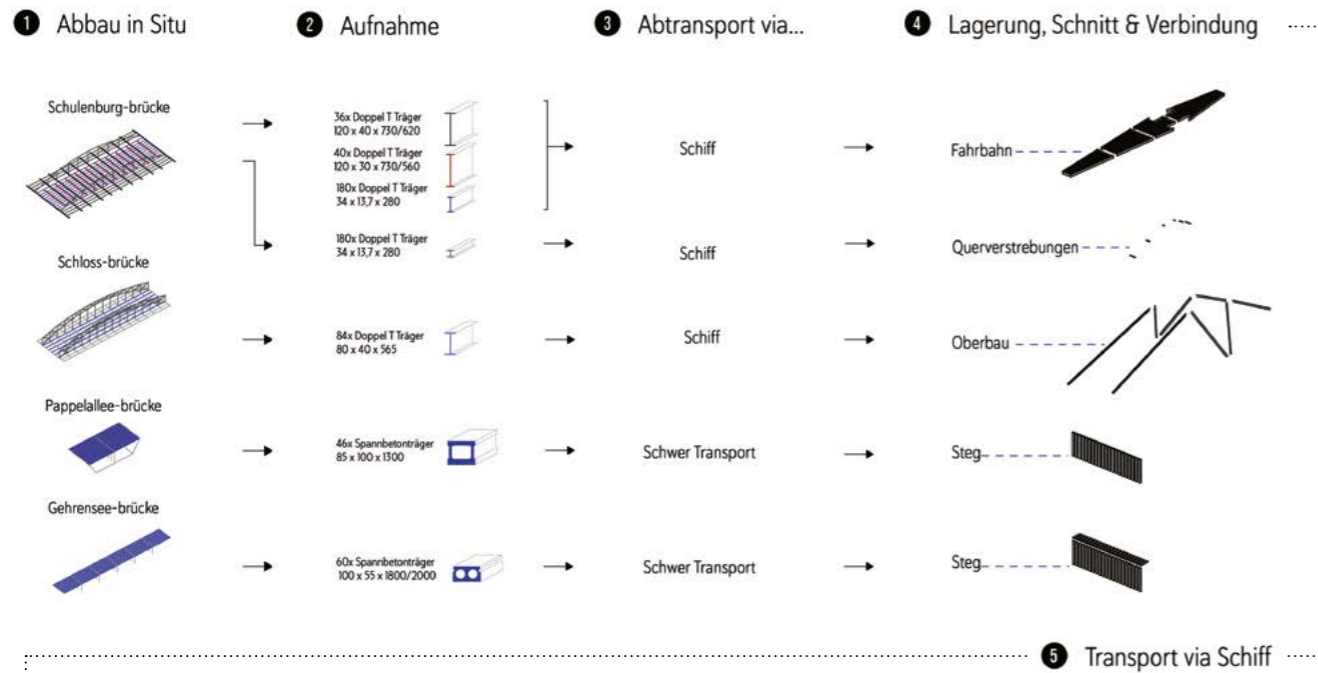 1 Abbau in Situ
2 Aufnahme
3 Abtransport via...
4 Lagerung, Schnitt & Verbindung
Schulenburg-brücke
36x Doppel T Träger
120 x 40 x 730/620
40x Doppel T Träger
120 x 30 x 730/560
180x Doppel T Träger
34 x 13,7 x 280
Schiff
Fahrbahn
180x Doppel T Träger
34 x 13,7 x 280
Schiff
Querverstrebungen
Schloss-brücke
84x Doppel T Träger
80 x 40 x 565
Schiff
Oberbau
Pappelallee-brücke
46x Spannbetonträger
85 x 100 x 1300
Schwer Transport
Steg
Gehrensee-brücke
60x Spannbetonträger
100 x 55 x 1800/2000
Schwer Transport
Steg
5 Transport via Schiff